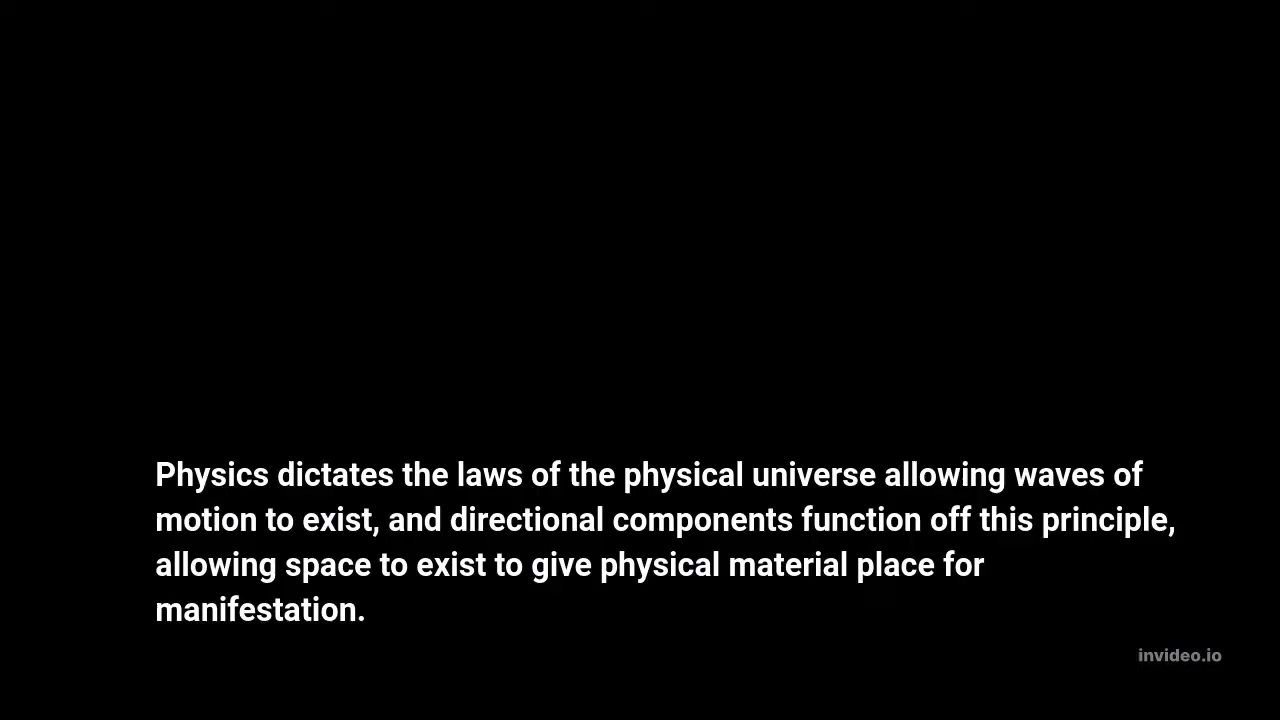 Physics dictates the laws of the physical universe allowing waves of
motion to exist, and directional components function off this principle,
allowing space to exist to give physical material place for
manifestation.
invideo.io